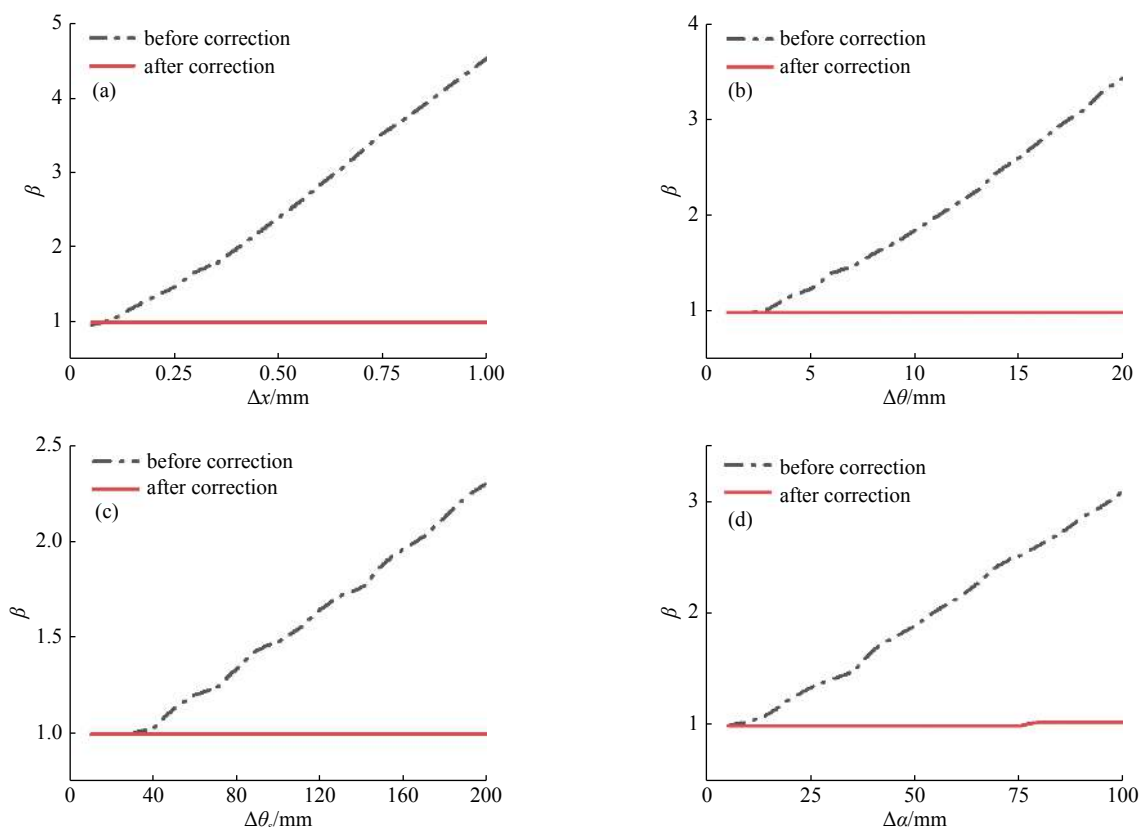 before correction
after correction
(a)
5
4
3
2
1
β
0
0.25
0.50
0.75
1.00
Δx/mm
before correction
after correction
(b)
4
3
2
1
β
0
5
10
15
20
Δθ/mm
before correction
after correction
(c)
2.5
2.0
1.5
1.0
β
0
40
80
120
160
200
Δθs/mm
before correction
after correction
(d)
3
2
1
β
0
25
50
75
100
Δα/mm